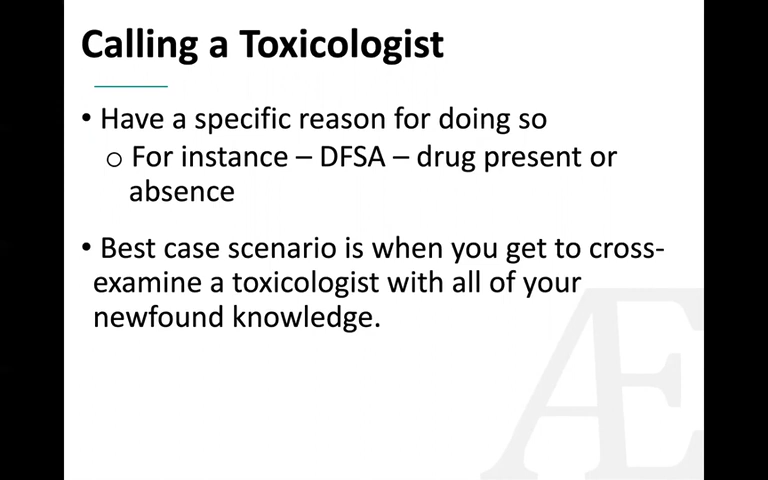 Calling a Toxicologist
• Have a specific reason for doing so
o For instance – DFSA – drug present or
absence
• Best case scenario is when you get to cross-
examine a toxicologist with all of your
newfound knowledge.
Æ